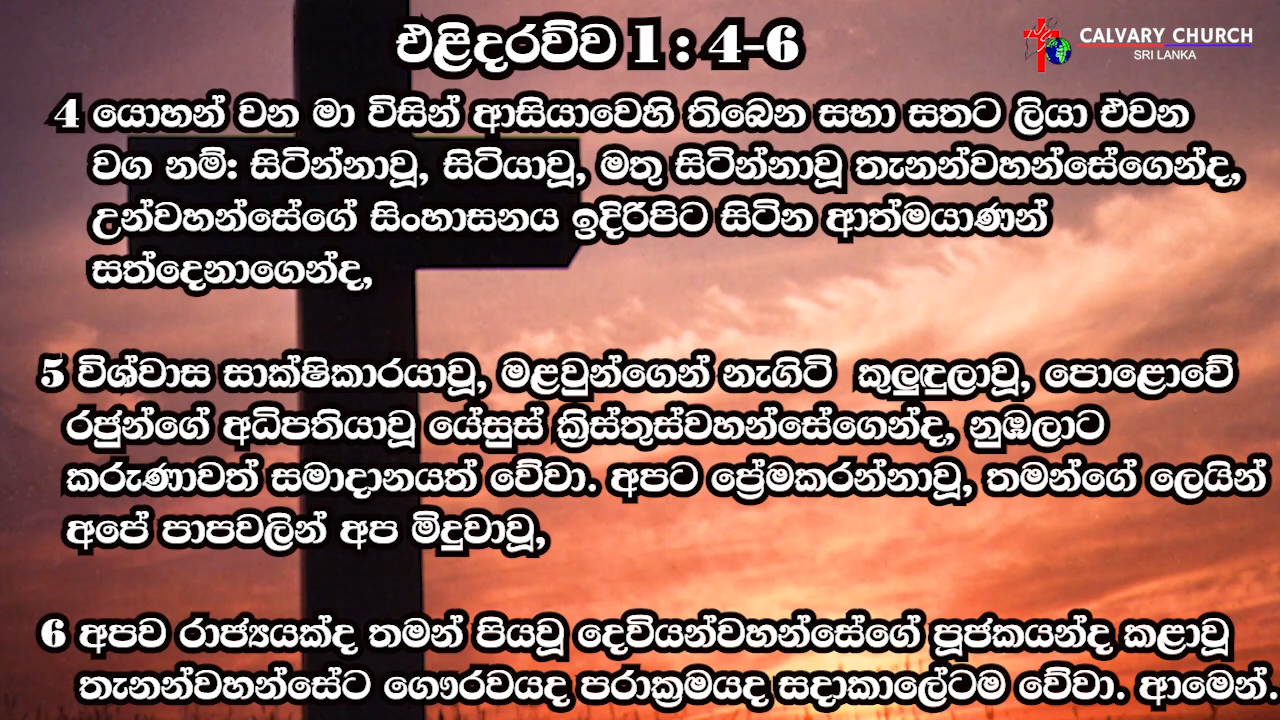 එළිදරව්ව 1 : 4-6
CALVARY CHURCH
SRI LANKA
4 යොහන් වන මා විසින් ආසියාවෙහි තිබෙන සභා සතට ලියා එවන
වග නම්: සිටින්නාවූ, සිටියාවූ, මතු සිටින්නාවූ තැනන්වහන්සේගෙන්ද,
උන්වහන්සේගේ සිංහාසනය ඉදිරිපිට සිටින ආත්මයාණන්
සත්දෙනාගෙන්ද,
5 විශ්වාස සාක්ෂිකාරයාවූ, මළවුන්ගෙන් නැගිටි කුලුඳුලාවූ, පොළොවේ
රජුන්ගේ අධිපතියාවූ යේසුස් ක්‍රිස්තුස්වහන්සේගෙන්ද, නුඹලාට
කරුණාවත් සමාදානයත් වේවා. අපට ප්‍රේමකරන්නාවූ, තමන්ගේ ලෙයින්
අපේ පාපවලින් අප මිදුවාවූ,
6 අපව රාජ්‍යයක්ද තමන් පියවූ දෙවියන්වහන්සේගේ පූජකයන්ද කළාවූ
තැනන්වහන්සේට ගෞරවයද පරාක්‍රමයද සදාකාලේටම වේවා. ආමෙන්.